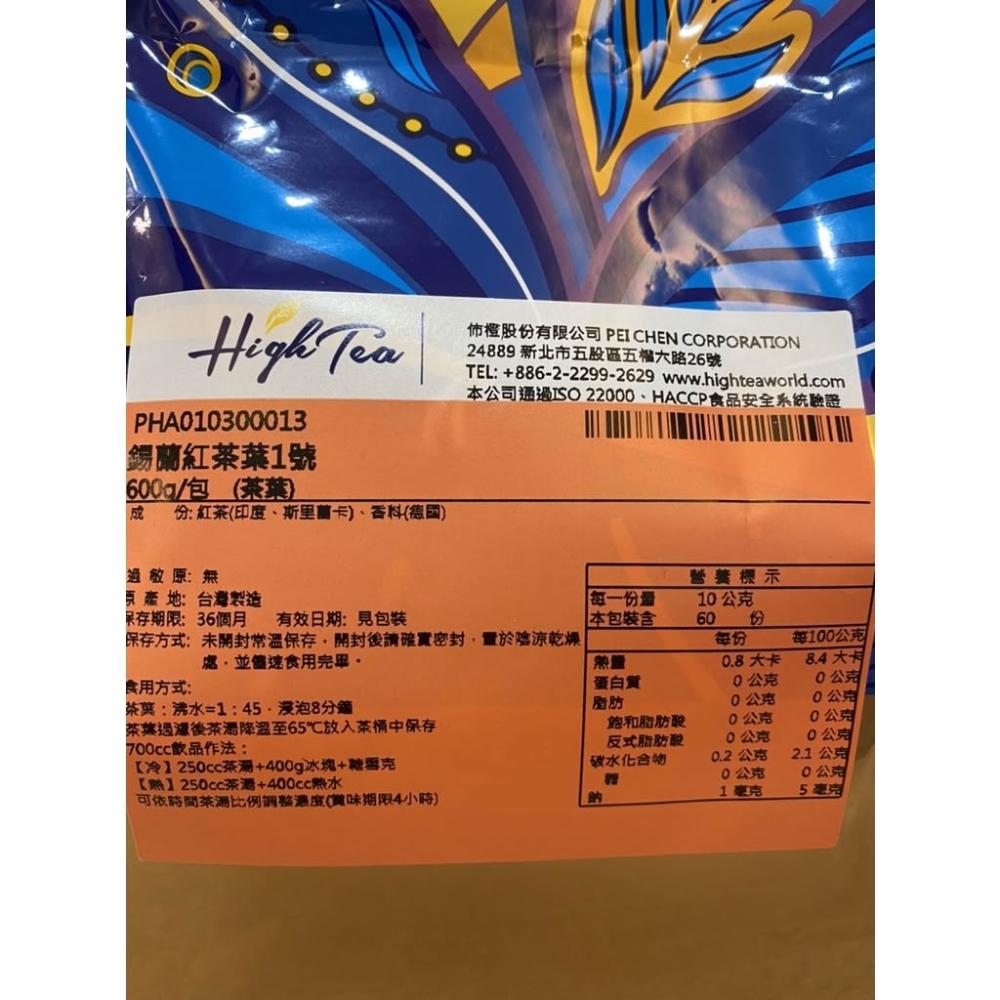 High Tea
伂橙股份有限公司 PEI CHEN CORPORATION
24889 新北市五股區五權六路26號
TEL: +886-2-2299-2629 www.highteaworld.com
本公司通過ISO 22000、HACCP食品安全系統驗證
PHA010300013
錫蘭紅茶葉1號
600g/包 (茶葉)
成 份: 紅茶(印度、斯里蘭卡)、香料(德國)
過敏原: 無
原產地: 台灣製造
保存期限: 36個月 有效日期: 見包裝
保存方式: 未開封常溫保存，開封後請確實密封，置於陰涼乾燥
處，並儘速食用完畢。
食用方式:
茶葉：沸水=1：45，浸泡8分鐘
茶葉過濾後茶湯降溫至65℃放入茶桶中保存
700cc飲品作法：
【冷】250cc茶湯+400g冰塊+糖雪克
【熱】250cc茶湯+400cc熱水
可依時間茶湯比例調整濃度(賞味期限4小時)
營養標示
每一份量 10 公克
本包裝含 60 份
每份 每100公克
熱量 0.8 大卡 8.4 大卡
蛋白質 0 公克 0 公克
脂肪 0 公克 0 公克
飽和脂肪酸 0 公克 0 公克
反式脂肪酸 0 公克 0 公克
碳水化合物 0.2 公克 2.1 公克
糖 0 公克 0 公克
鈉 1 毫克 5 毫克